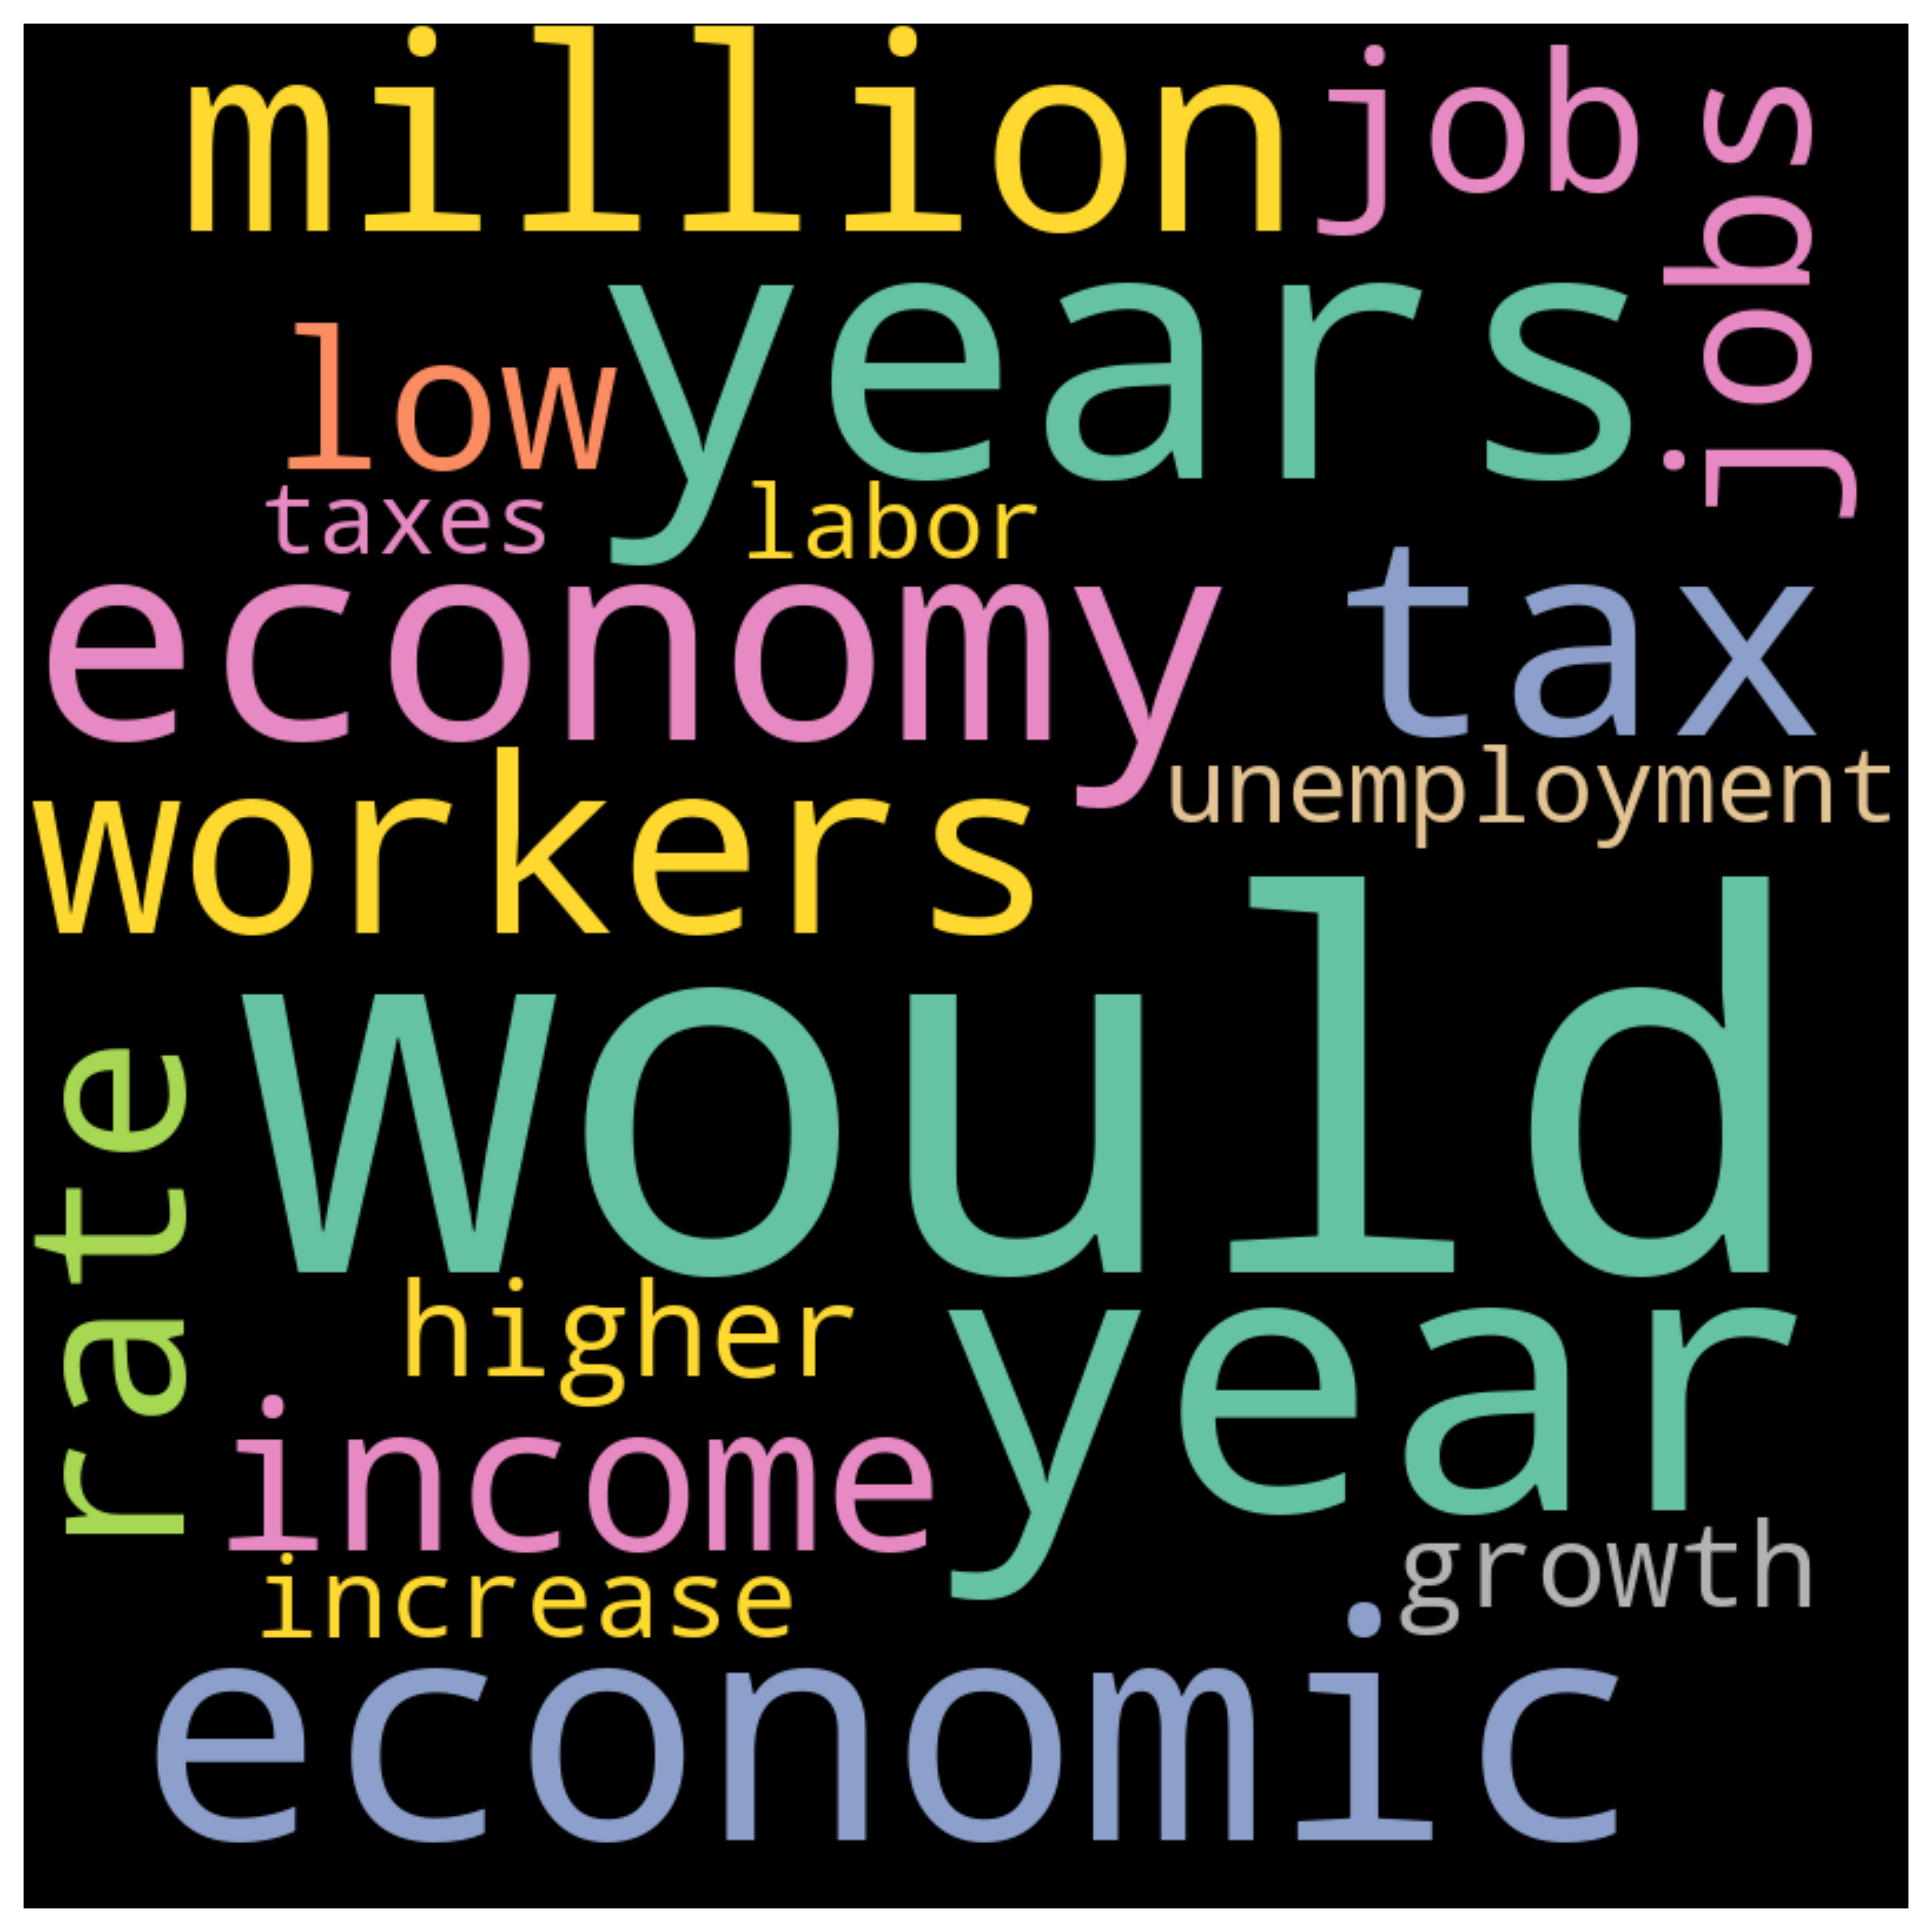 million
job
jobs
years
low
taxes
labor
economy
tax
workers
unemployment
would
rate
higher
year
income
growth
increase
economic